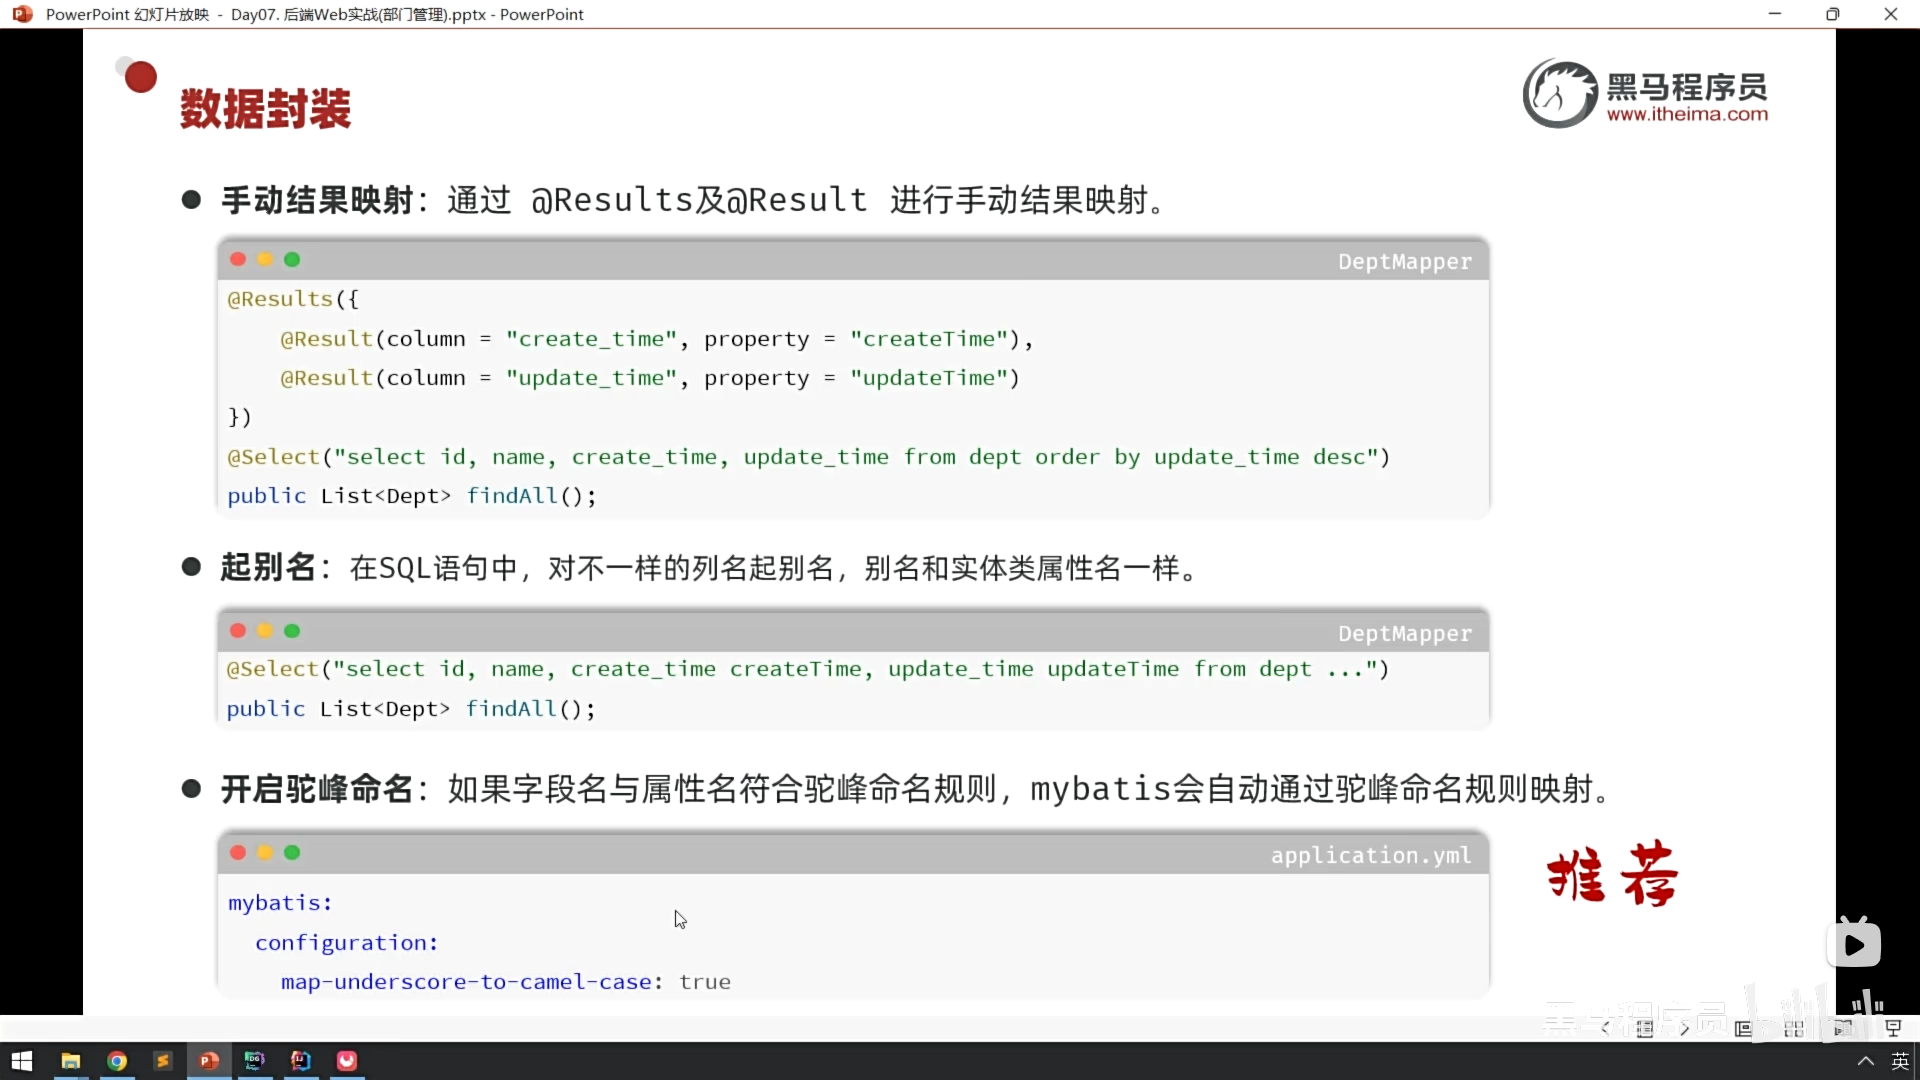 PowerPoint 幻灯片放映 - Day07. 后端Web实战(部门管理).pptx - PowerPoint
数据封装
黑马程序员
www.itheima.com
手动结果映射：通过 @Results及@Result 进行手动结果映射。
DeptMapper
@Results({
    @Result(column = "create_time", property = "createTime"),
    @Result(column = "update_time", property = "updateTime")
})
@Select("select id, name, create_time, update_time from dept order by update_time desc")
public List<Dept> findAll();
起别名：在SQL语句中，对不一样的列名起别名，别名和实体类属性名一样。
DeptMapper
@Select("select id, name, create_time createTime, update_time updateTime from dept ...")
public List<Dept> findAll();
开启驼峰命名：如果字段名与属性名符合驼峰命名规则，mybatis会自动通过驼峰命名规则映射。
application.yml
推荐
mybatis:
  configuration:
    map-underscore-to-camel-case: true
黑马程序员 bilibili
英